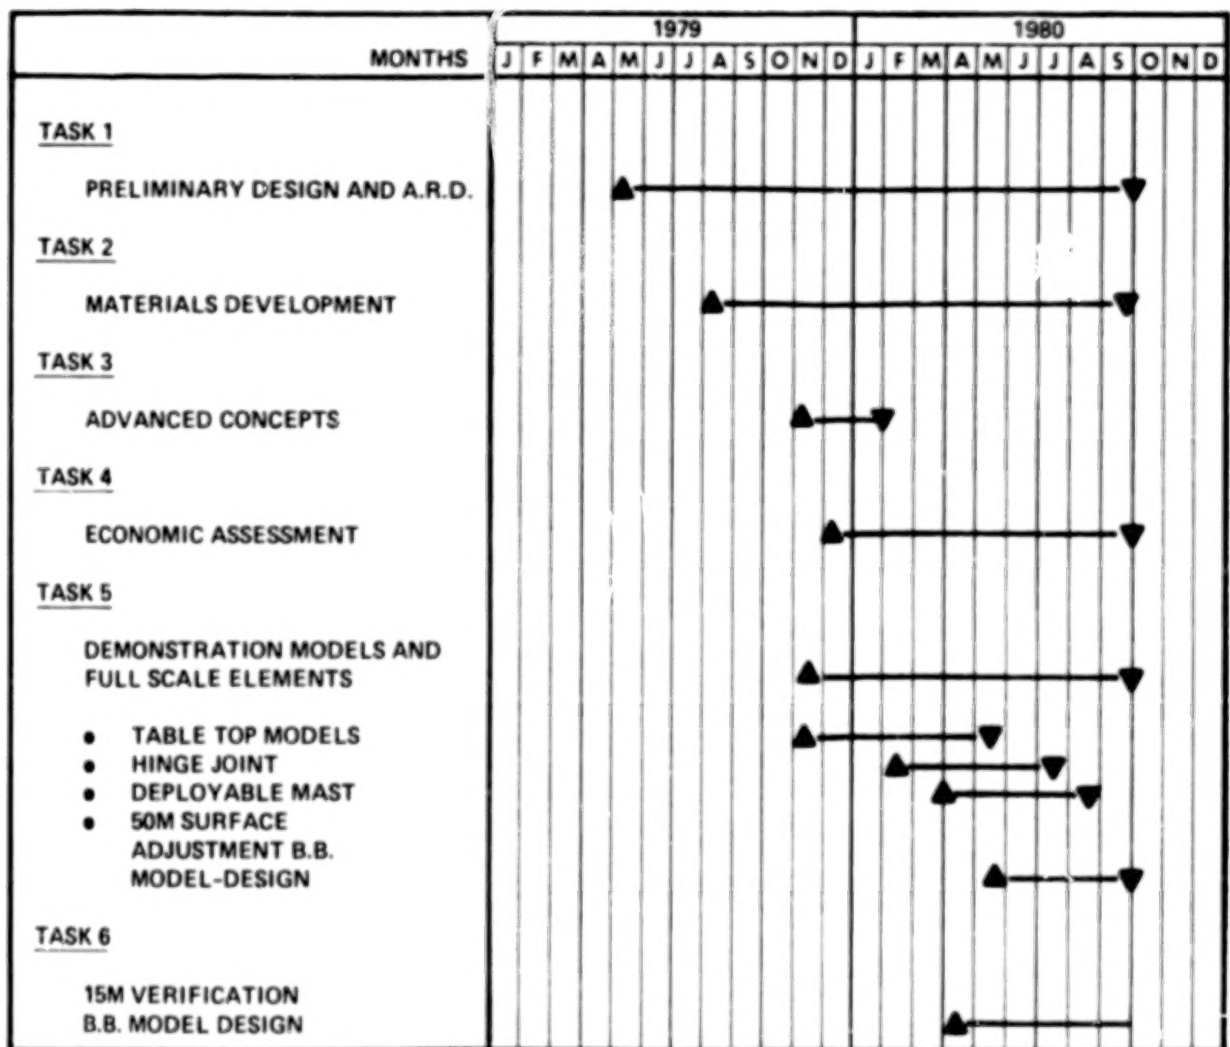 1979 1980
MONTHS J F M A M J J A S O N D J F M A M J J A S O N D
TASK 1
PRELIMINARY DESIGN AND A.R.D.
TASK 2
MATERIALS DEVELOPMENT
TASK 3
ADVANCED CONCEPTS
TASK 4
ECONOMIC ASSESSMENT
TASK 5
DEMONSTRATION MODELS AND
FULL SCALE ELEMENTS
● TABLE TOP MODELS
● HINGE JOINT
● DEPLOYABLE MAST
● 50M SURFACE
ADJUSTMENT B.B.
MODEL-DESIGN
TASK 6
15M VERIFICATION
B.B. MODEL DESIGN